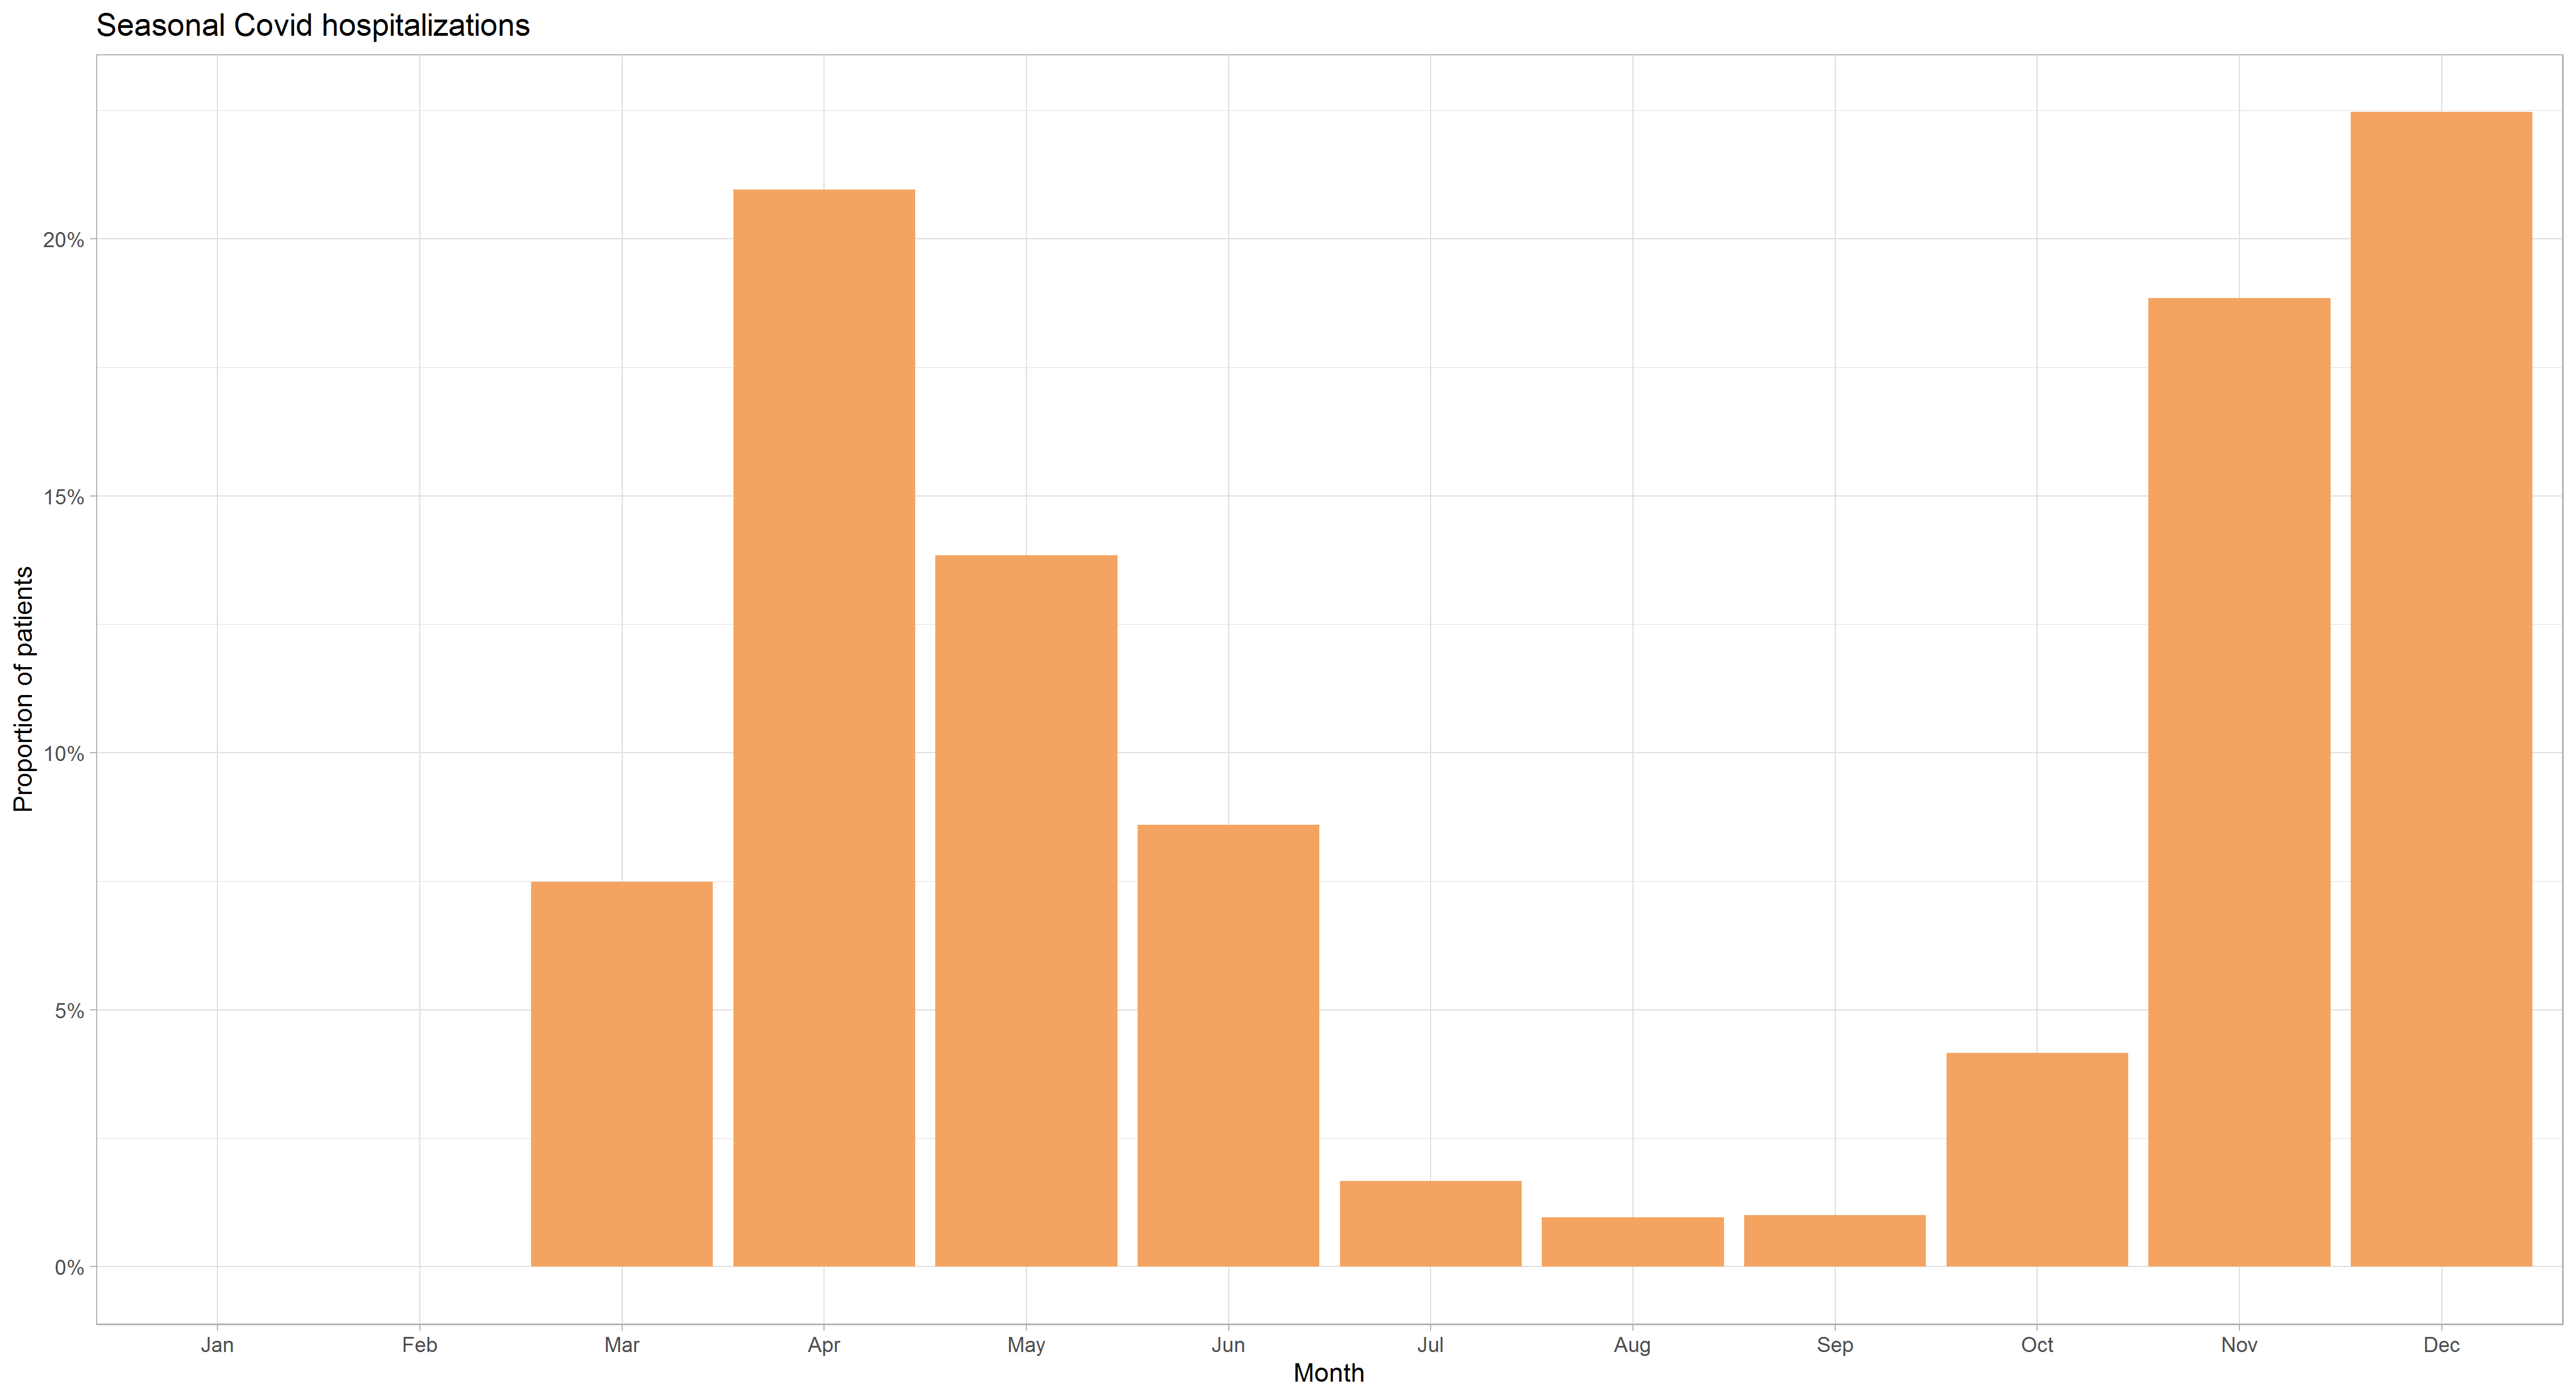 Seasonal Covid hospitalizations
20%
15%
10%
5%
0%
Proportion of patients
Jan Feb Mar Apr May Jun Jul Aug Sep Oct Nov Dec
Month